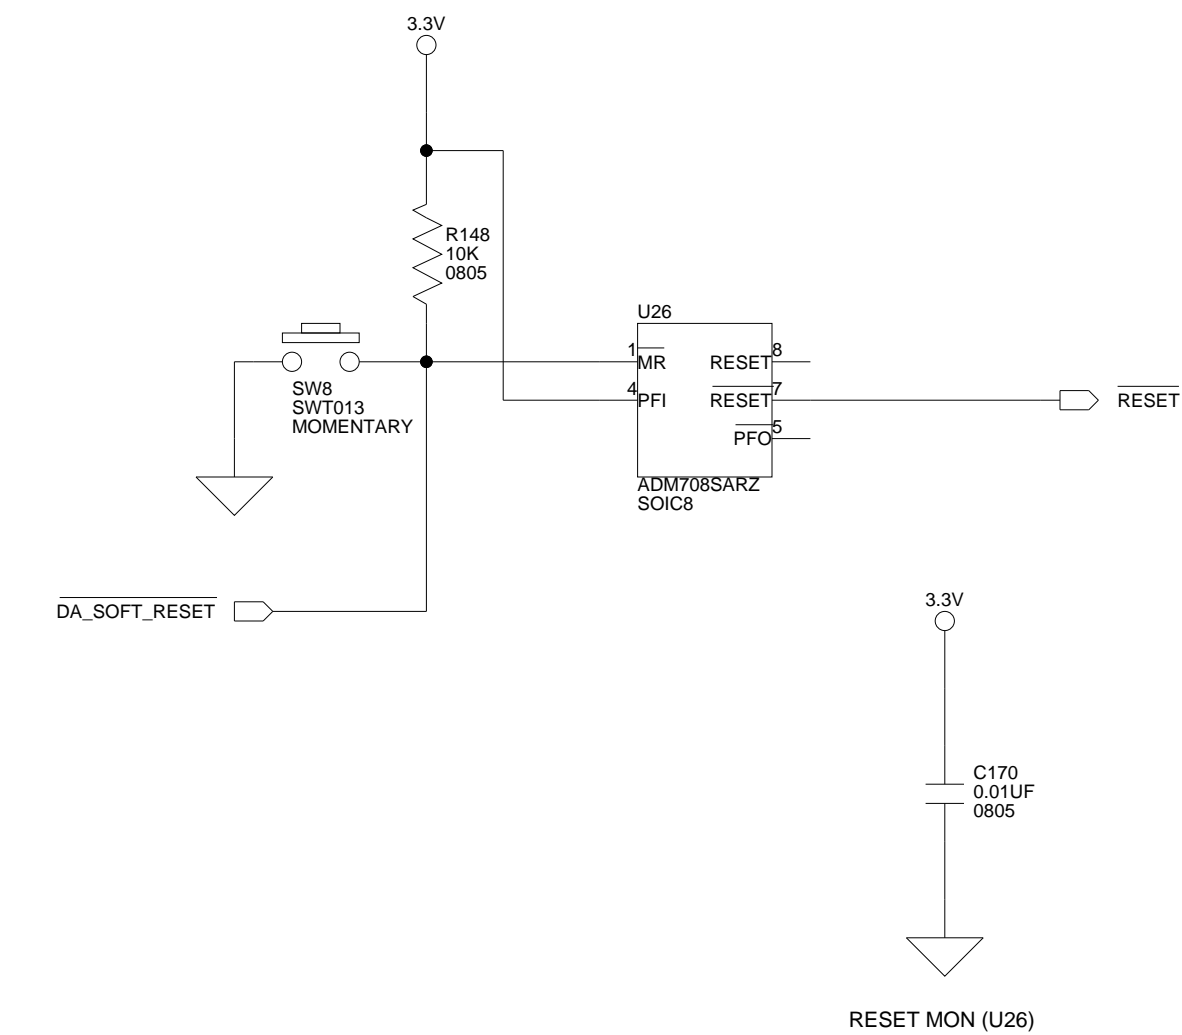 3.3V
R148
10K
0805
U26
1
MR
RESET
8
4
PFI
RESET
7
RESET
PFO
5
SW8
SWT013
MOMENTARY
ADM708SARZ
SOIC8
DA_SOFT_RESET
3.3V
C170
0.01UF
0805
RESET MON (U26)